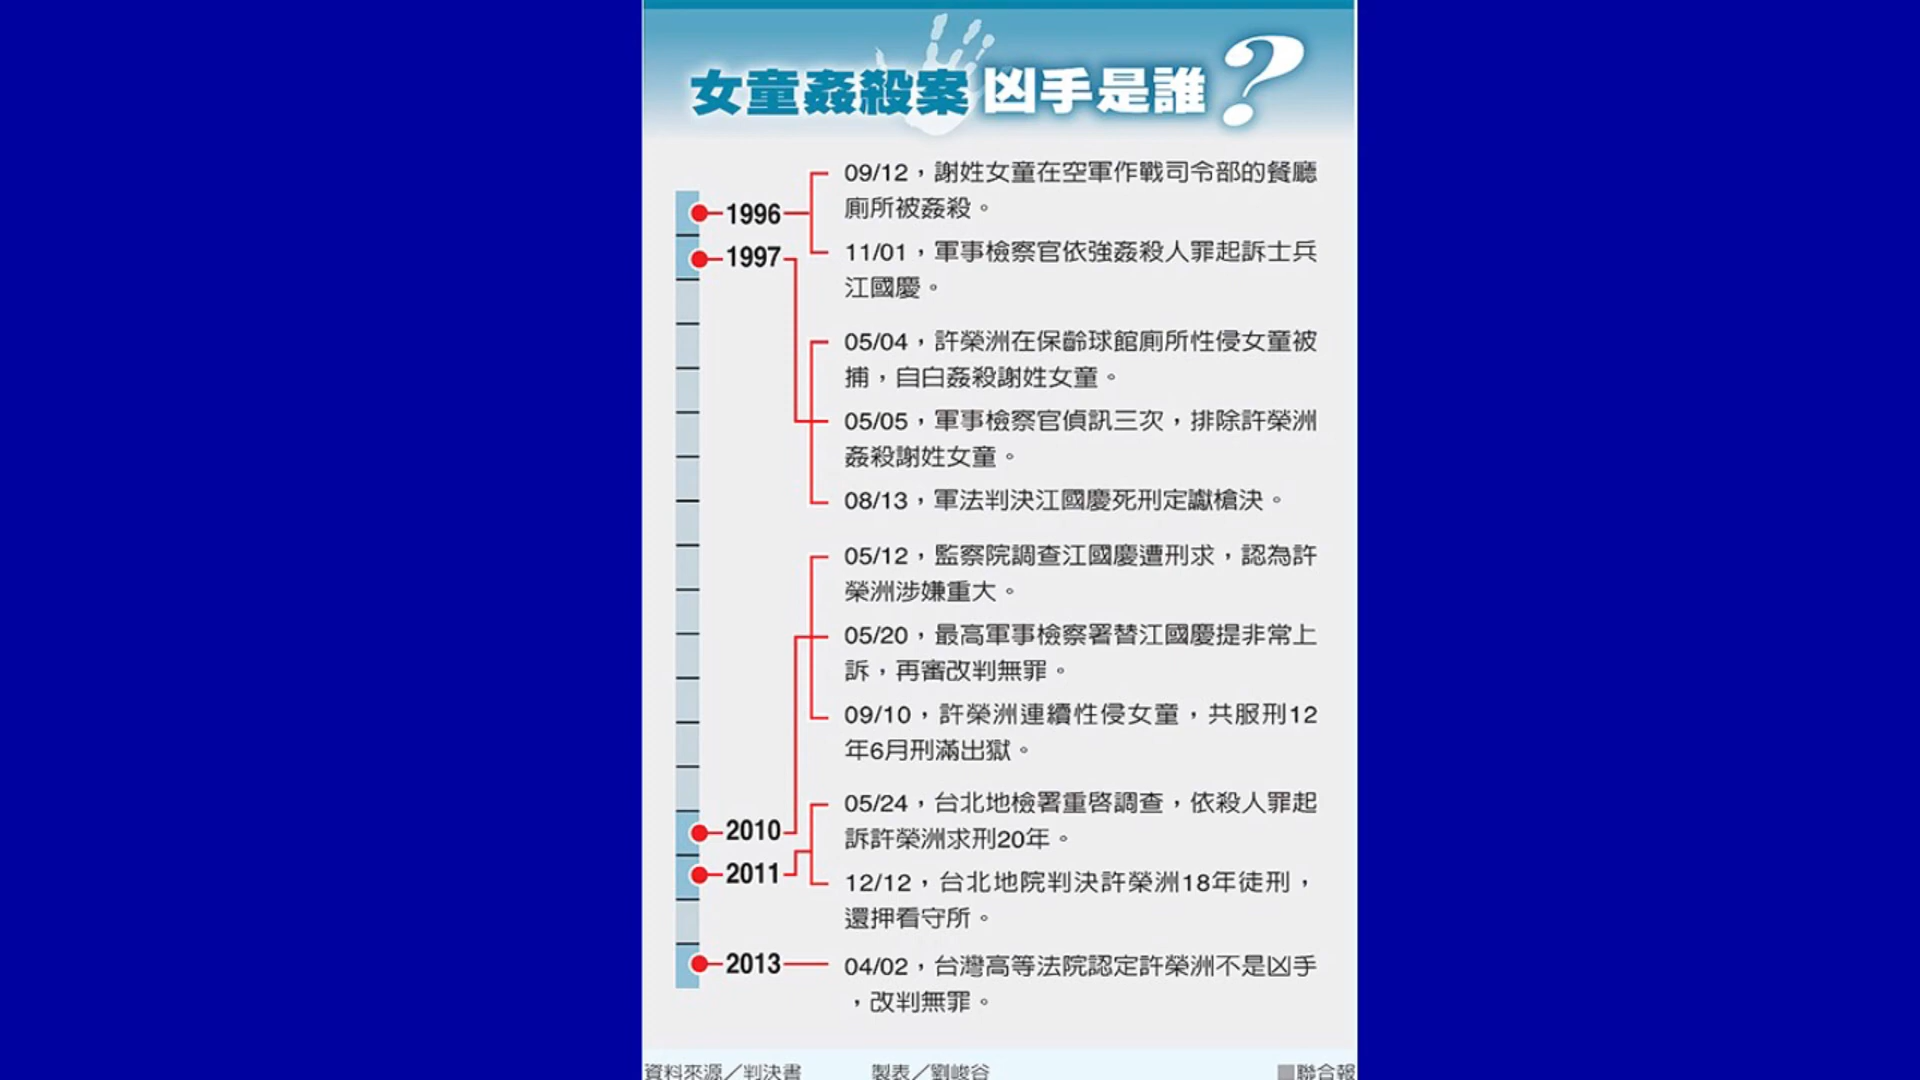 女童姦殺案 凶手是誰?
1996
09/12，謝姓女童在空軍作戰司令部的餐廳
廁所被姦殺。
11/01，軍事檢察官依強姦殺人罪起訴士兵
江國慶。
1997
05/04，許榮洲在保齡球館廁所性侵女童被
捕，自白姦殺謝姓女童。
05/05，軍事檢察官偵訊三次，排除許榮洲
姦殺謝姓女童。
08/13，軍法判決江國慶死刑定讞槍決。
2010
05/12，監察院調查江國慶遭刑求，認為許
榮洲涉嫌重大。
05/20，最高軍事檢察署替江國慶提非常上
訴，再審改判無罪。
09/10，許榮洲連續性侵女童，共服刑12
年6月刑滿出獄。
2011
05/24，台北地檢署重啓調查，依殺人罪起
訴許榮洲求刑20年。
12/12，台北地院判決許榮洲18年徒刑，
還押看守所。
2013
04/02，台灣高等法院認定許榮洲不是凶手
，改判無罪。
資料來源／判決書 製表／劉峻谷 ■聯合報